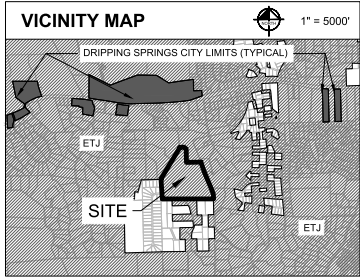 VICINITY MAP
1" = 5000'
DRIPPING SPRINGS CITY LIMITS (TYPICAL)
ETJ
SITE
ETJ